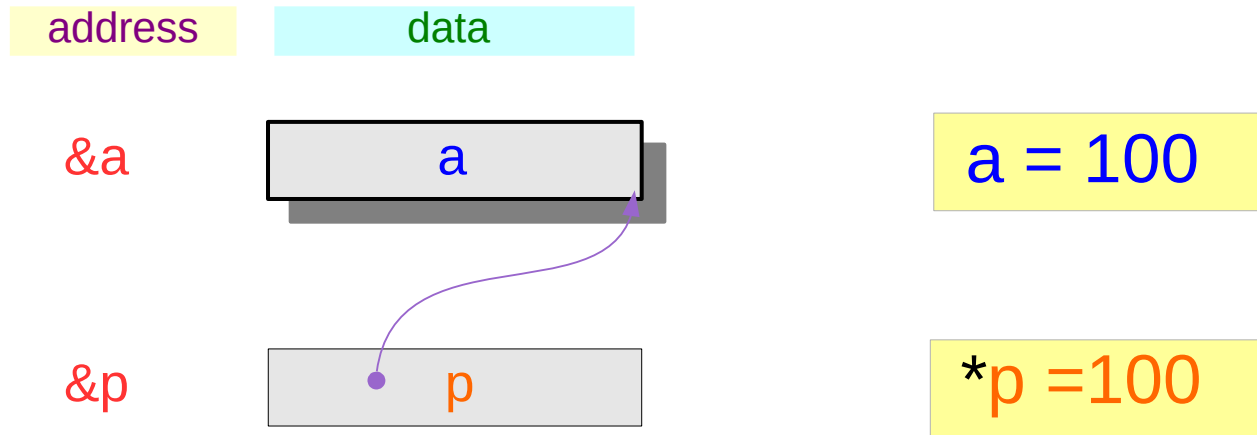 address data
&a a a = 100
&p p *p =100